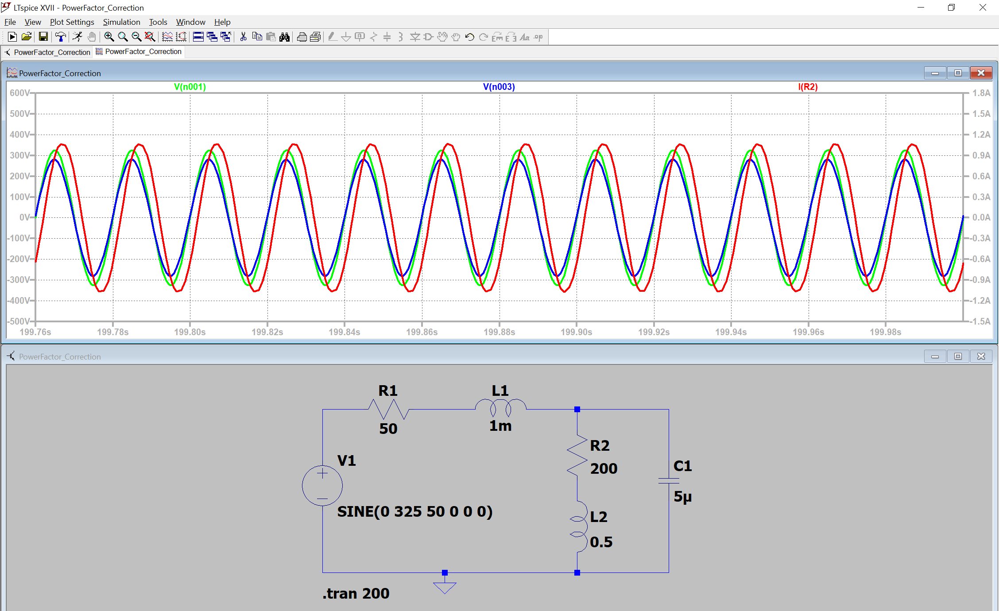 LTspice XVII - PowerFactor_Correction
File View Plot Settings Simulation Tools Window Help
PowerFactor_Correction PowerFactor_Correction
PowerFactor_Correction
V(n001) V(n003) I(R2)
600V 1.8A
500V 1.5A
400V 1.2A
300V 0.9A
200V 0.6A
100V 0.3A
0V 0.0A
-100V -0.3A
-200V -0.6A
-300V -0.9A
-400V -1.2A
-500V -1.5A
199.76s 199.78s 199.80s 199.82s 199.84s 199.86s 199.88s 199.90s 199.92s 199.94s 199.96s 199.98s
PowerFactor_Correction
R1 L1
50 1m
R2
V1
C1
200
5µ
SINE(0 325 50 0 0 0)
L2
0.5
.tran 200